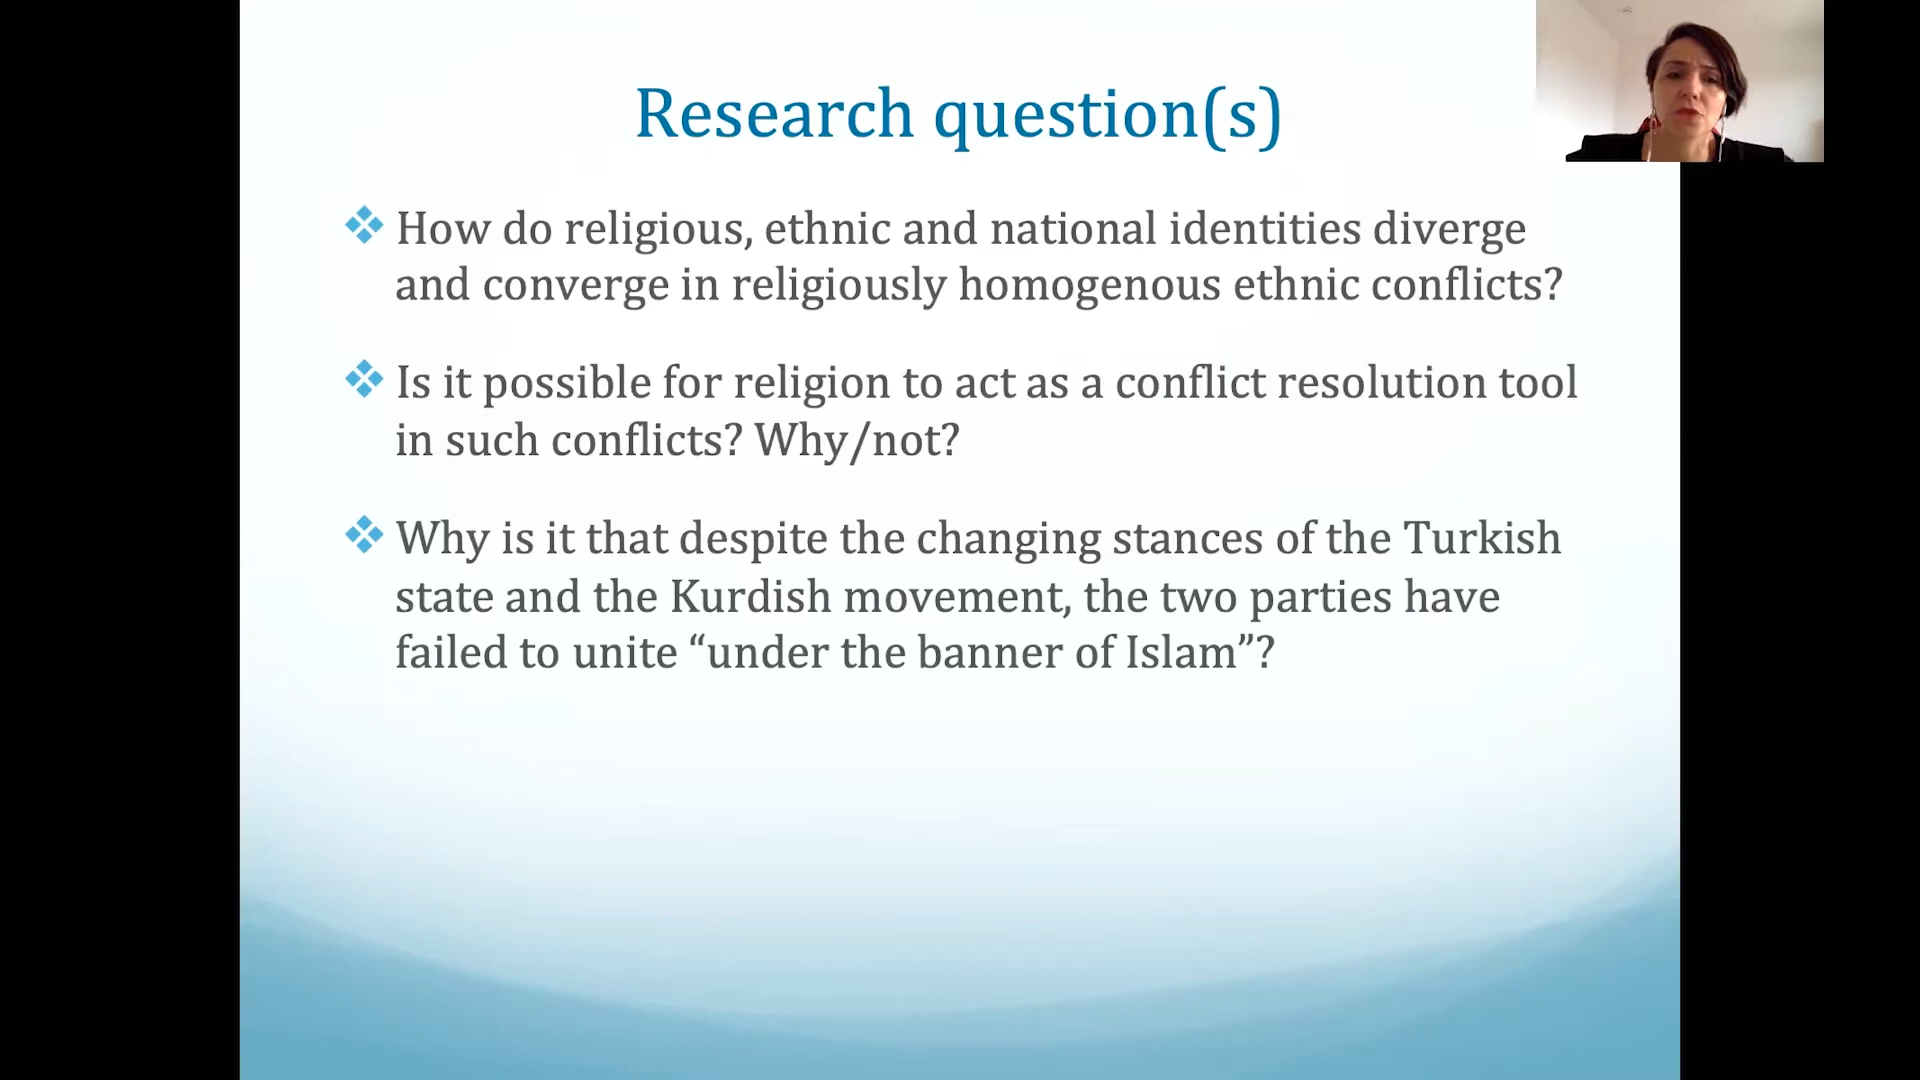 Research question(s)
How do religious, ethnic and national identities diverge
and converge in religiously homogenous ethnic conflicts?
Is it possible for religion to act as a conflict resolution tool
in such conflicts? Why/not?
Why is it that despite the changing stances of the Turkish
state and the Kurdish movement, the two parties have
failed to unite “under the banner of Islam”?